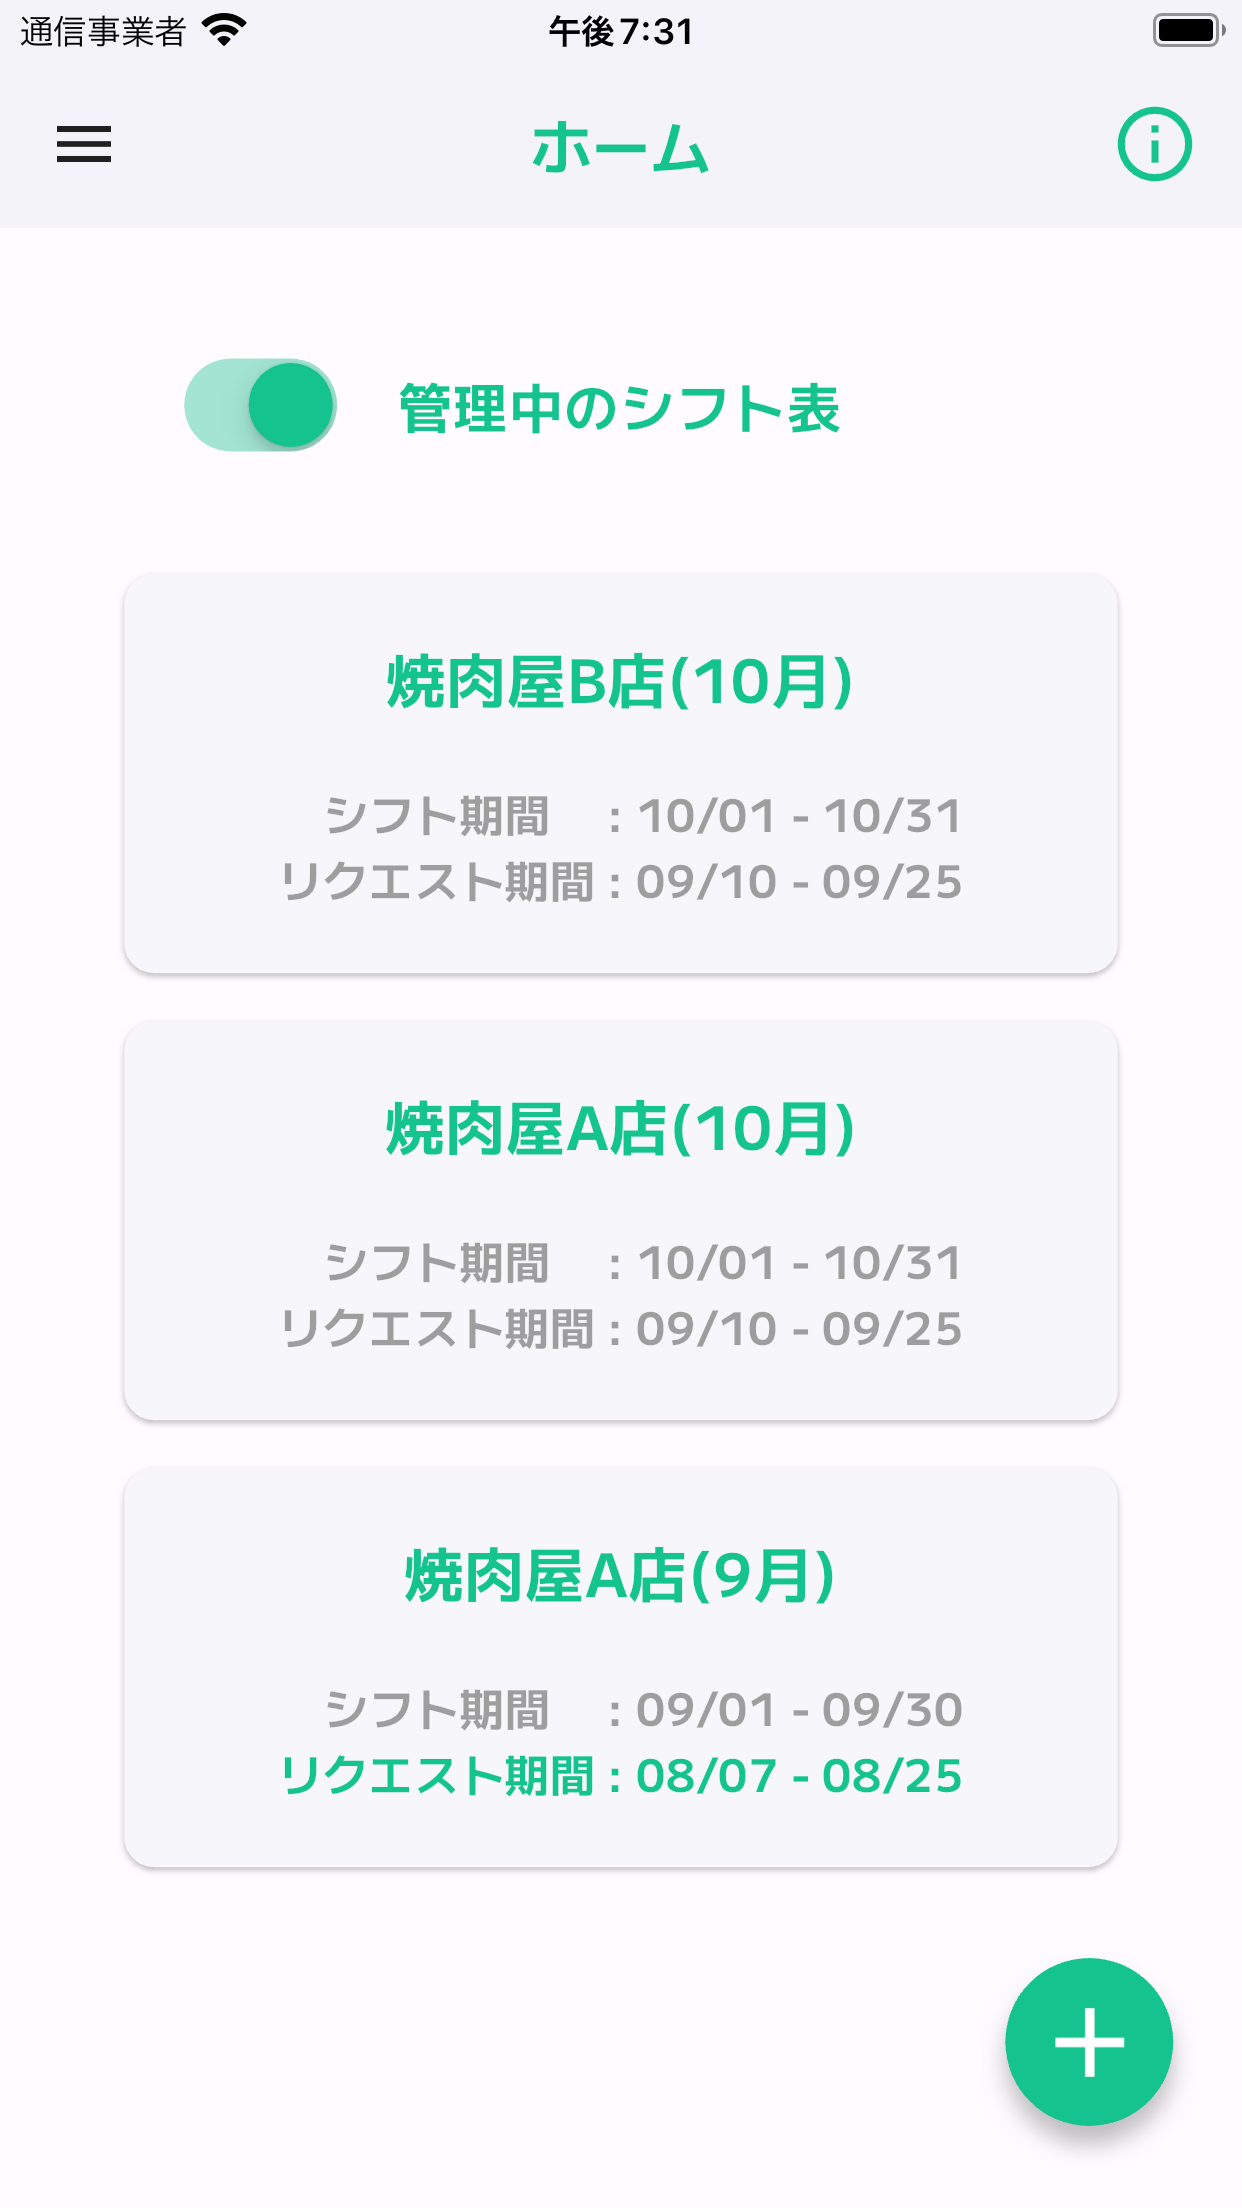 通信事業者 午後7:31
ホーム
管理中のシフト表
焼肉屋B店(10月)
シフト期間　: 10/01 - 10/31
リクエスト期間 : 09/10 - 09/25
焼肉屋A店(10月)
シフト期間　: 10/01 - 10/31
リクエスト期間 : 09/10 - 09/25
焼肉屋A店(9月)
シフト期間　: 09/01 - 09/30
リクエスト期間 : 08/07 - 08/25